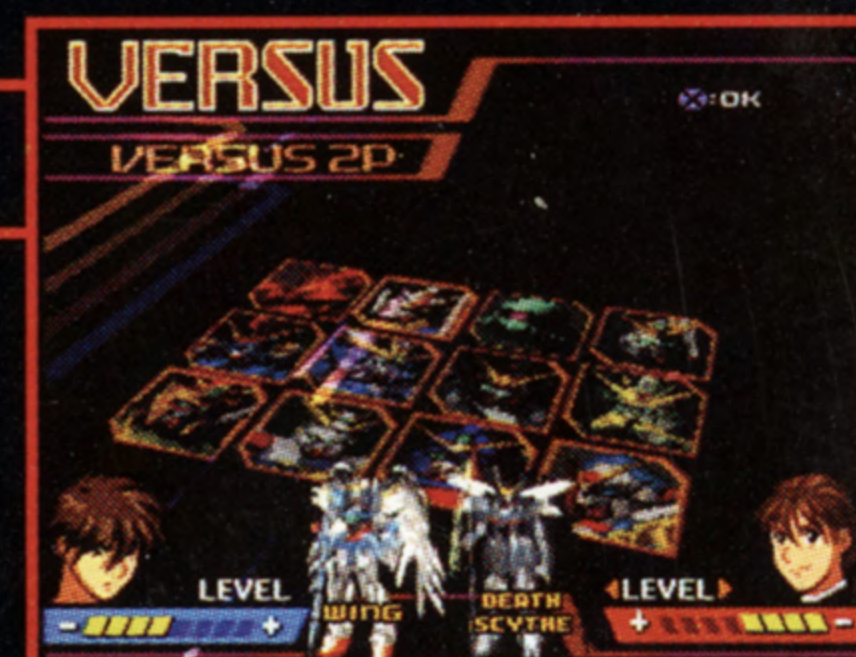 VERSUS
Ⓧ:OK
VERSUS 2P
LEVEL
◀LEVEL▶
WING
DEATH
SCYTHE
- +
+ -